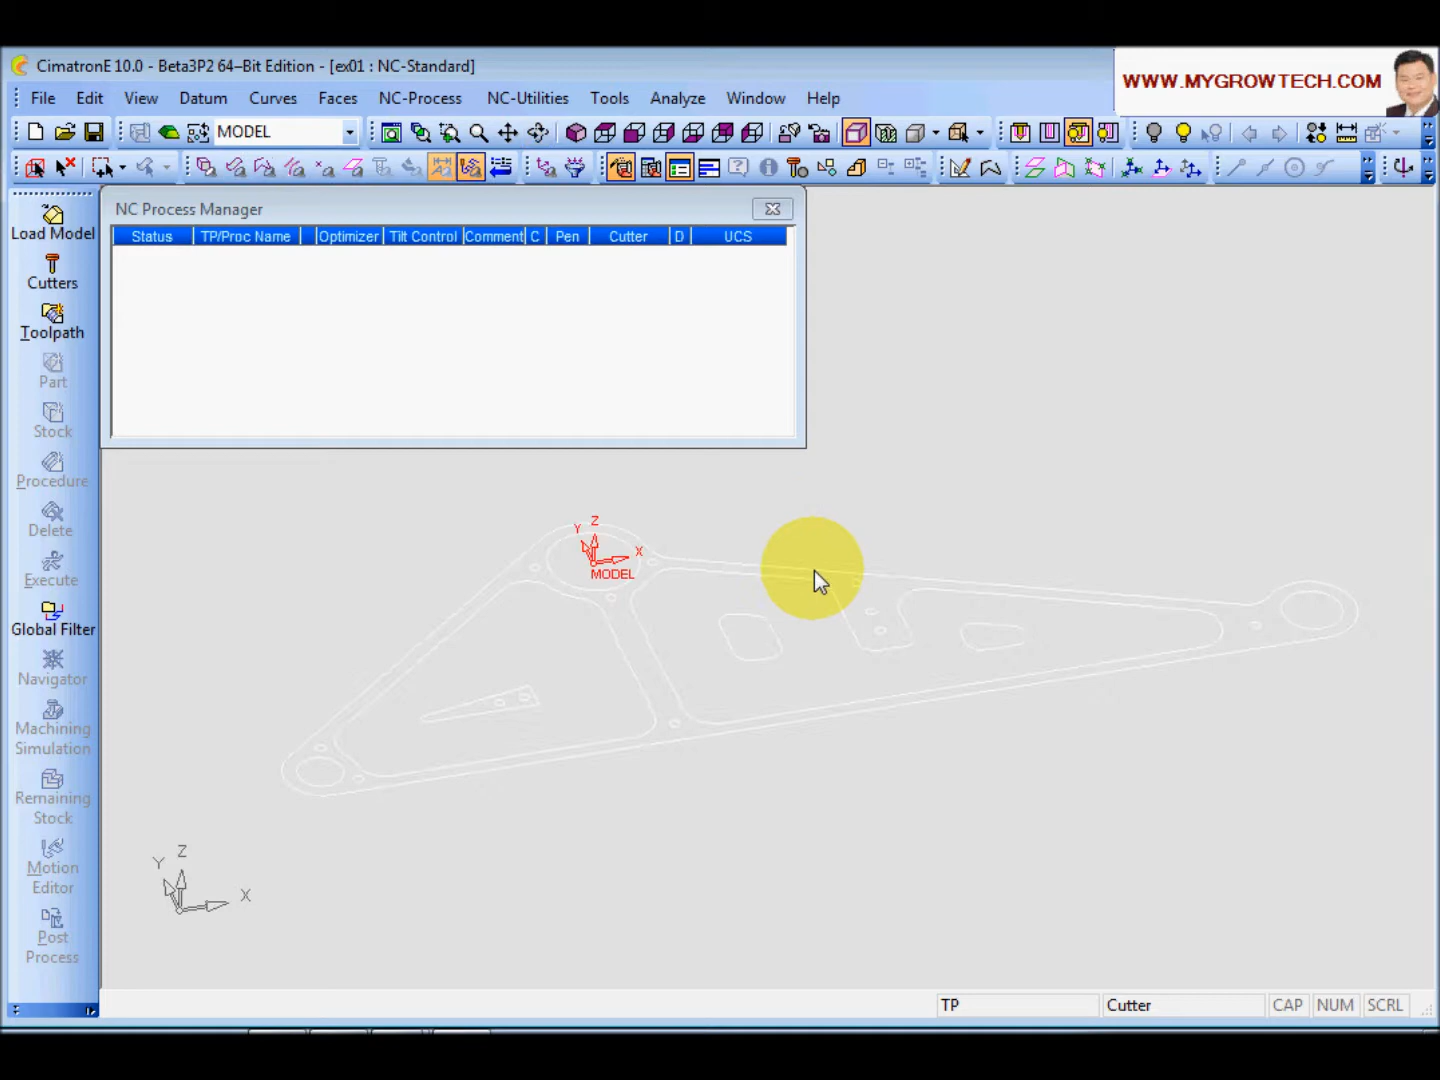 CimatronE 10.0 - Beta3P2 64–Bit Edition - [ex01 : NC-Standard]
WWW.MYGROWTECH.COM
File Edit View Datum Curves Faces NC-Process NC-Utilities Tools Analyze Window Help
MODEL
NC Process Manager
Status TP/Proc Name Optimizer Tilt Control Comment C Pen Cutter D UCS
Load Model
Cutters
Toolpath
Part
Stock
Procedure
Delete
Execute
Global Filter
Navigator
Machining
Simulation
Remaining
Stock
Motion
Editor
Post
Process
Z
Y
X
MODEL
Z
Y
X
TP Cutter CAP NUM SCRL